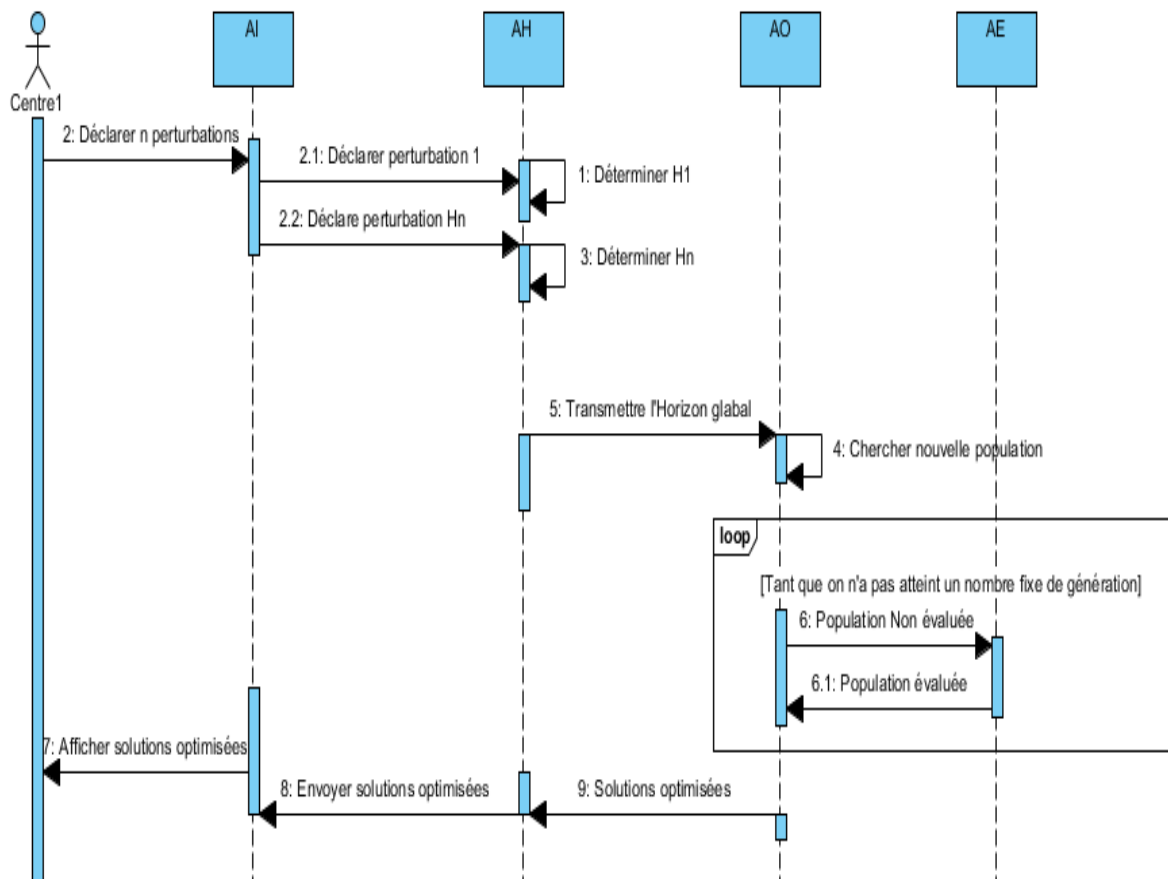 AI
AH
AO
AE
Centre1
2: Déclarer n perturbations
2.1: Déclarer perturbation 1
1: Déterminer H1
2.2: Déclare perturbation Hn
3: Déterminer Hn
5: Transmettre l'Horizon glabal
4: Chercher nouvelle population
loop
[Tant que on n'a pas atteint un nombre fixe de génération]
6: Population Non évaluée
6.1: Population évaluée
7: Afficher solutions optimisées
8: Envoyer solutions optimisées
9: Solutions optimisées